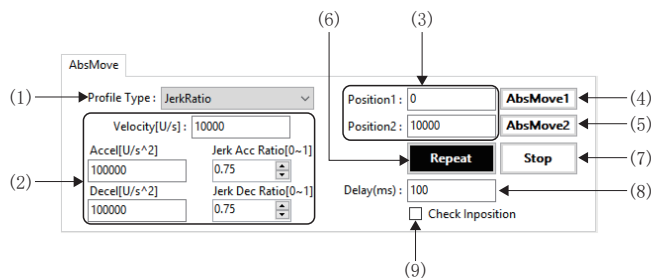 (6)
(3)
AbsMove
(1)
Profile Type : JerkRatio
Position1 : 0
AbsMove1
(4)
Velocity[U/s] : 10000
Position2 : 10000
AbsMove2
(5)
Accel[U/s^2]
Jerk Acc Ratio[0~1]
Repeat
Stop
(7)
(2)
100000
0.75
Decel[U/s^2]
Jerk Dec Ratio[0~1]
Delay(ms) : 100
(8)
100000
0.75
Check Inposition
(9)